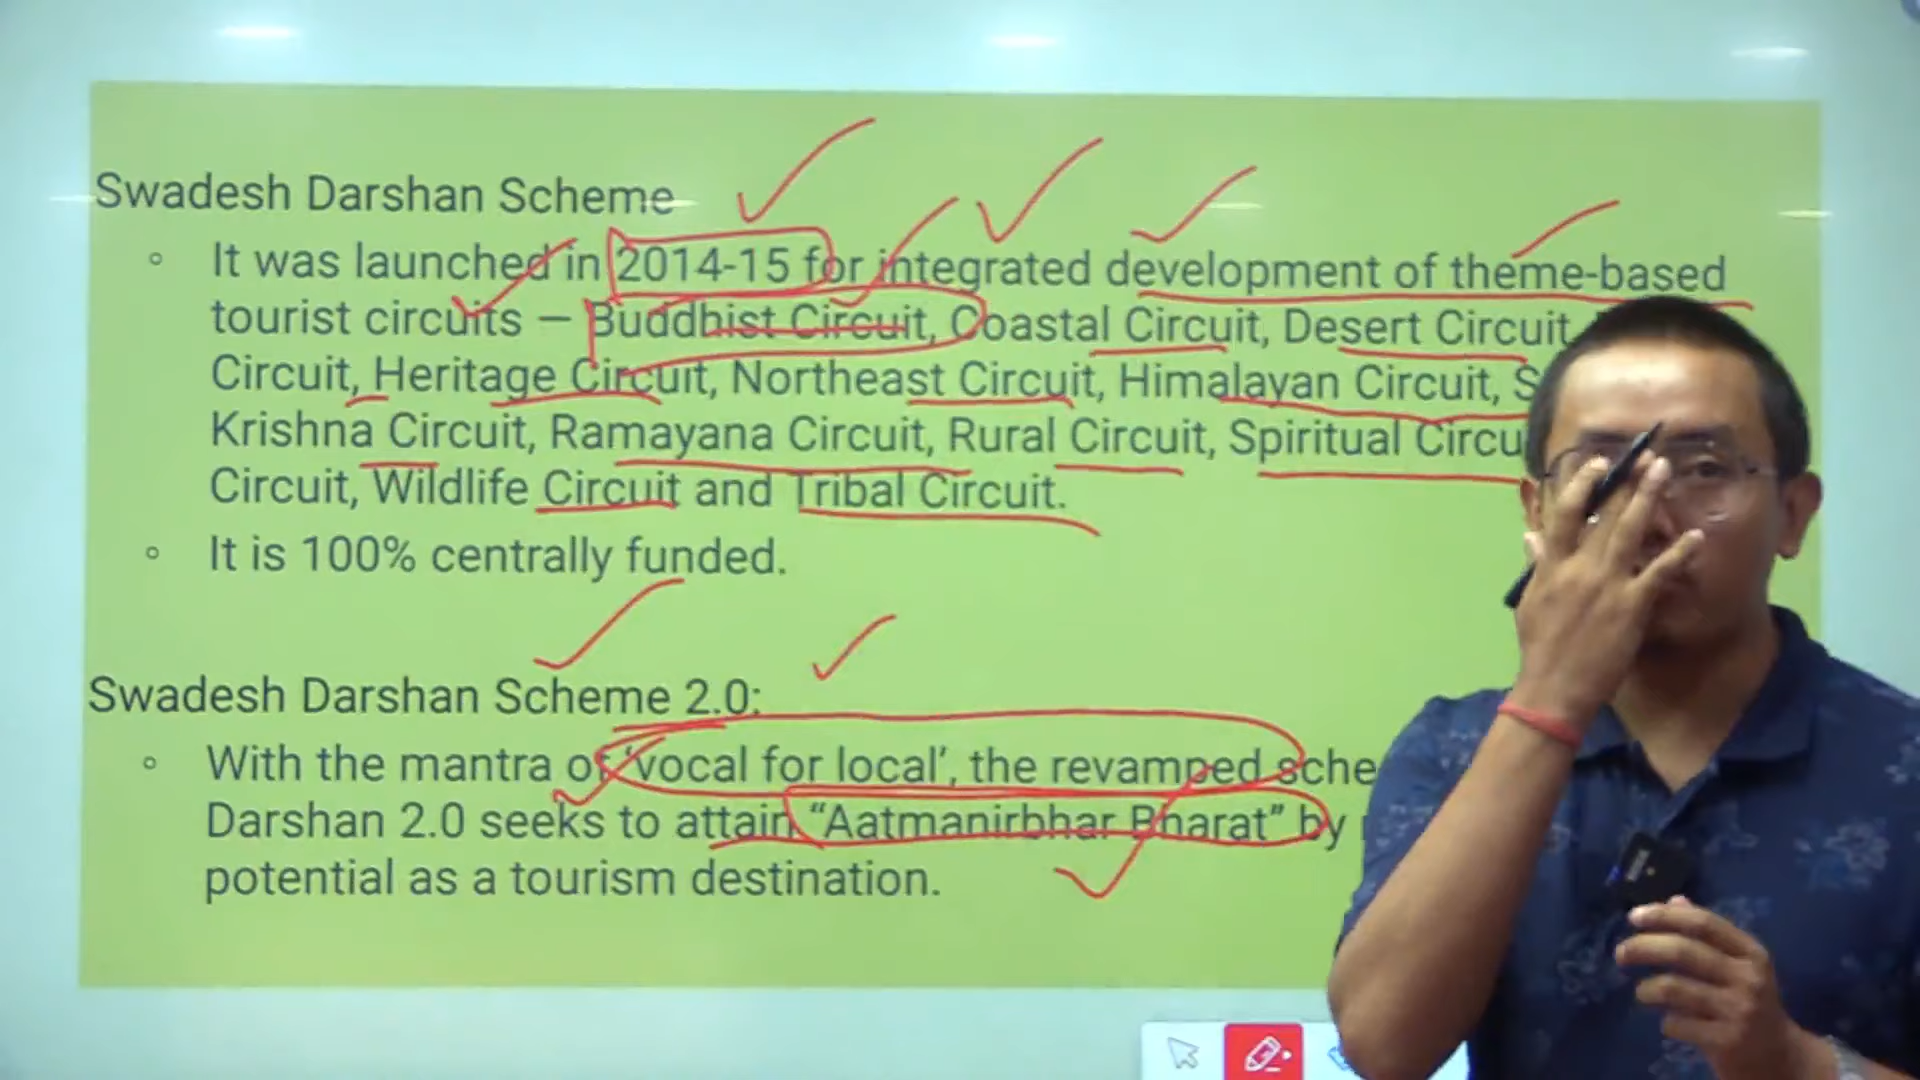 Swadesh Darshan Scheme
It was launched in 2014-15 for integrated development of theme-based
tourist circuits — Buddhist Circuit, Coastal Circuit, Desert Circuit,
Circuit, Heritage Circuit, Northeast Circuit, Himalayan Circuit,
Krishna Circuit, Ramayana Circuit, Rural Circuit, Spiritual
Circuit, Wildlife Circuit and Tribal Circuit.
It is 100% centrally funded.
Swadesh Darshan Scheme 2.0:
With the mantra of ‘vocal for local’, the revamped
Darshan 2.0 seeks to attain “Aatmanirbhar Bharat” by
potential as a tourism destination.